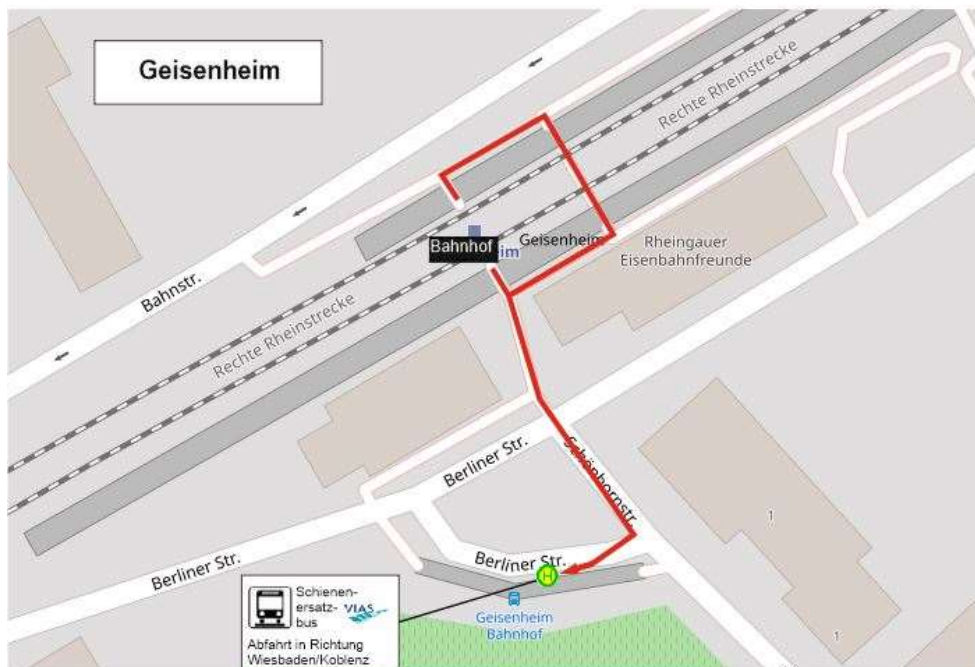 Geisenheim
Rechte Rheinstrecke
Bahnhof
im
Geisenheim
Rheingauer
Eisenbahnfreunde
Bahnstr.
Rechte Rheinstrecke
Schönbornstr.
Berliner Str.
1
Berliner Str.
Berliner Str.
H
Schienen-
ersatz-
bus
VIAS
Abfahrt in Richtung
Wiesbaden/Koblenz
Geisenheim
Bahnhof
1